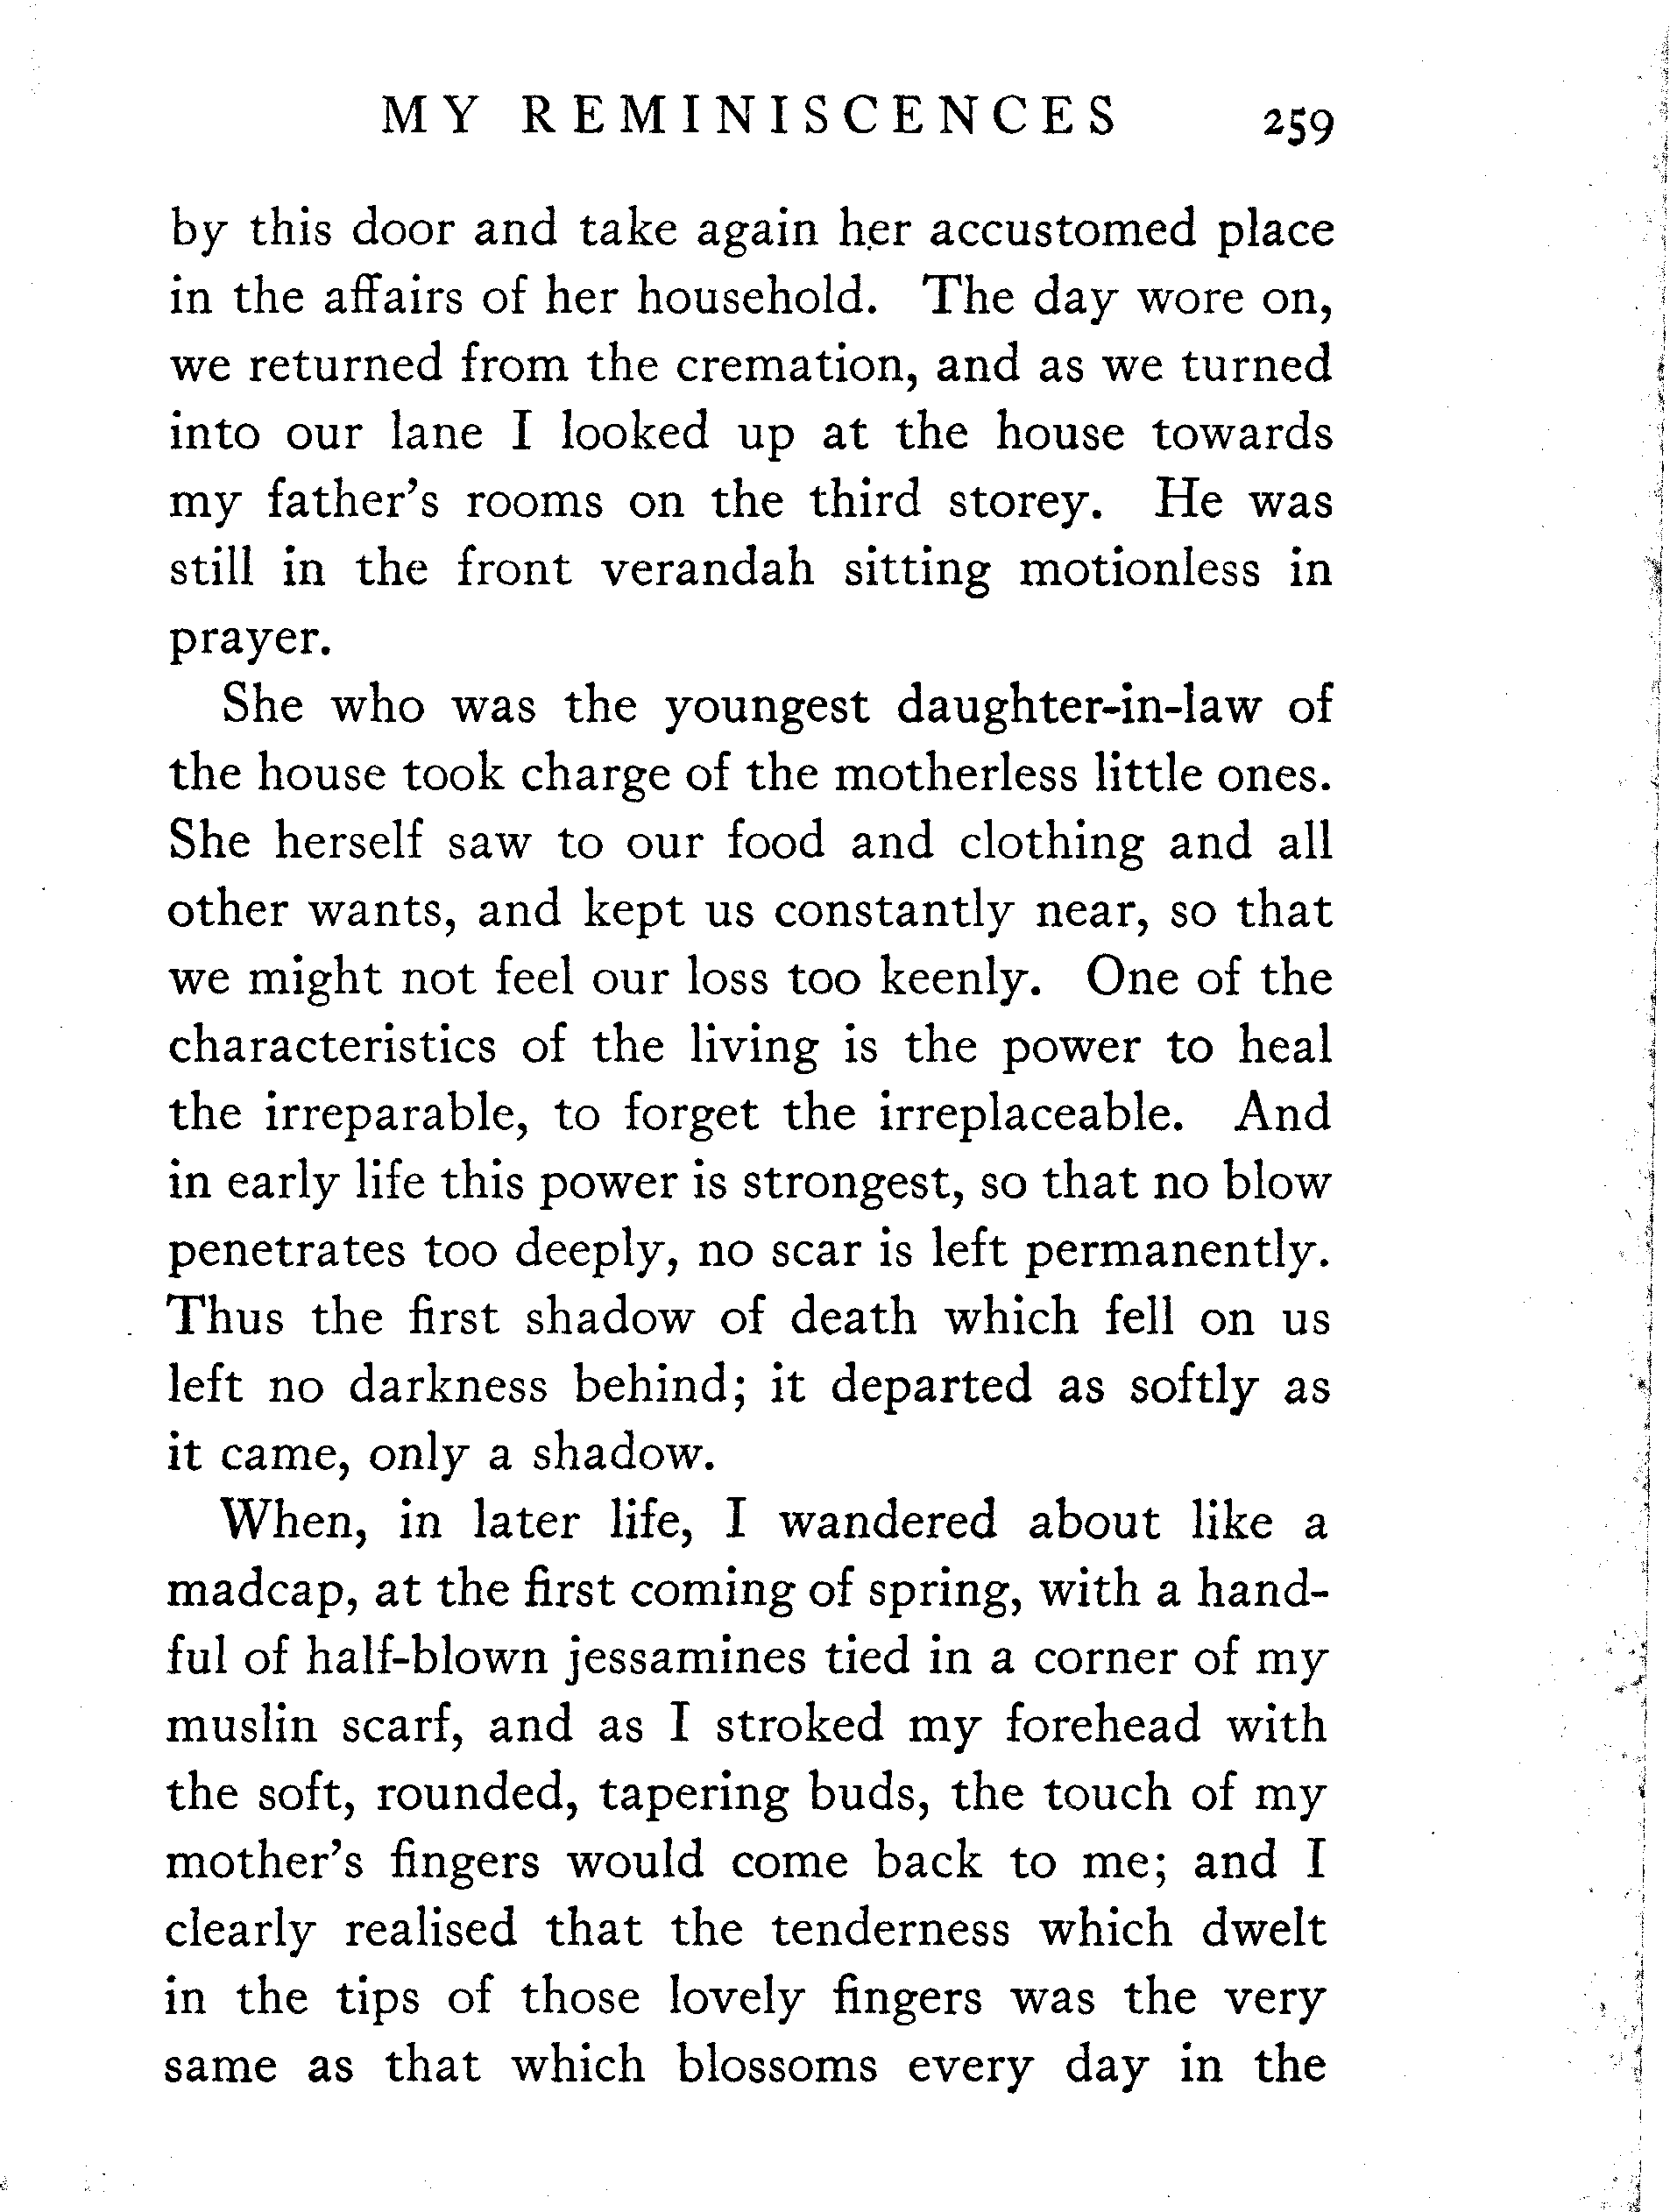 MY REMINISCENCES 259
by this door and take again her accustomed place
in the affairs of her household. The day wore on,
we returned from the cremation, and as we turned
into our lane I looked up at the house towards
my father's rooms on the third storey. He was
still in the front verandah sitting motionless in
prayer.
She who was the youngest daughter-in-law of
the house took charge of the motherless little ones.
She herself saw to our food and clothing and all
other wants, and kept us constantly near, so that
we might not feel our loss too keenly. One of the
characteristics of the living is the power to heal
the irreparable, to forget the irreplaceable. And
in early life this power is strongest, so that no blow
penetrates too deeply, no scar is left permanently.
Thus the first shadow of death which fell on us
left no darkness behind; it departed as softly as
it came, only a shadow.
When, in later life, I wandered about like a
madcap, at the first coming of spring, with a hand-
ful of half-blown jessamines tied in a corner of my
muslin scarf, and as I stroked my forehead with
the soft, rounded, tapering buds, the touch of my
mother's fingers would come back to me; and I
clearly realised that the tenderness which dwelt
in the tips of those lovely fingers was the very
same as that which blossoms every day in the